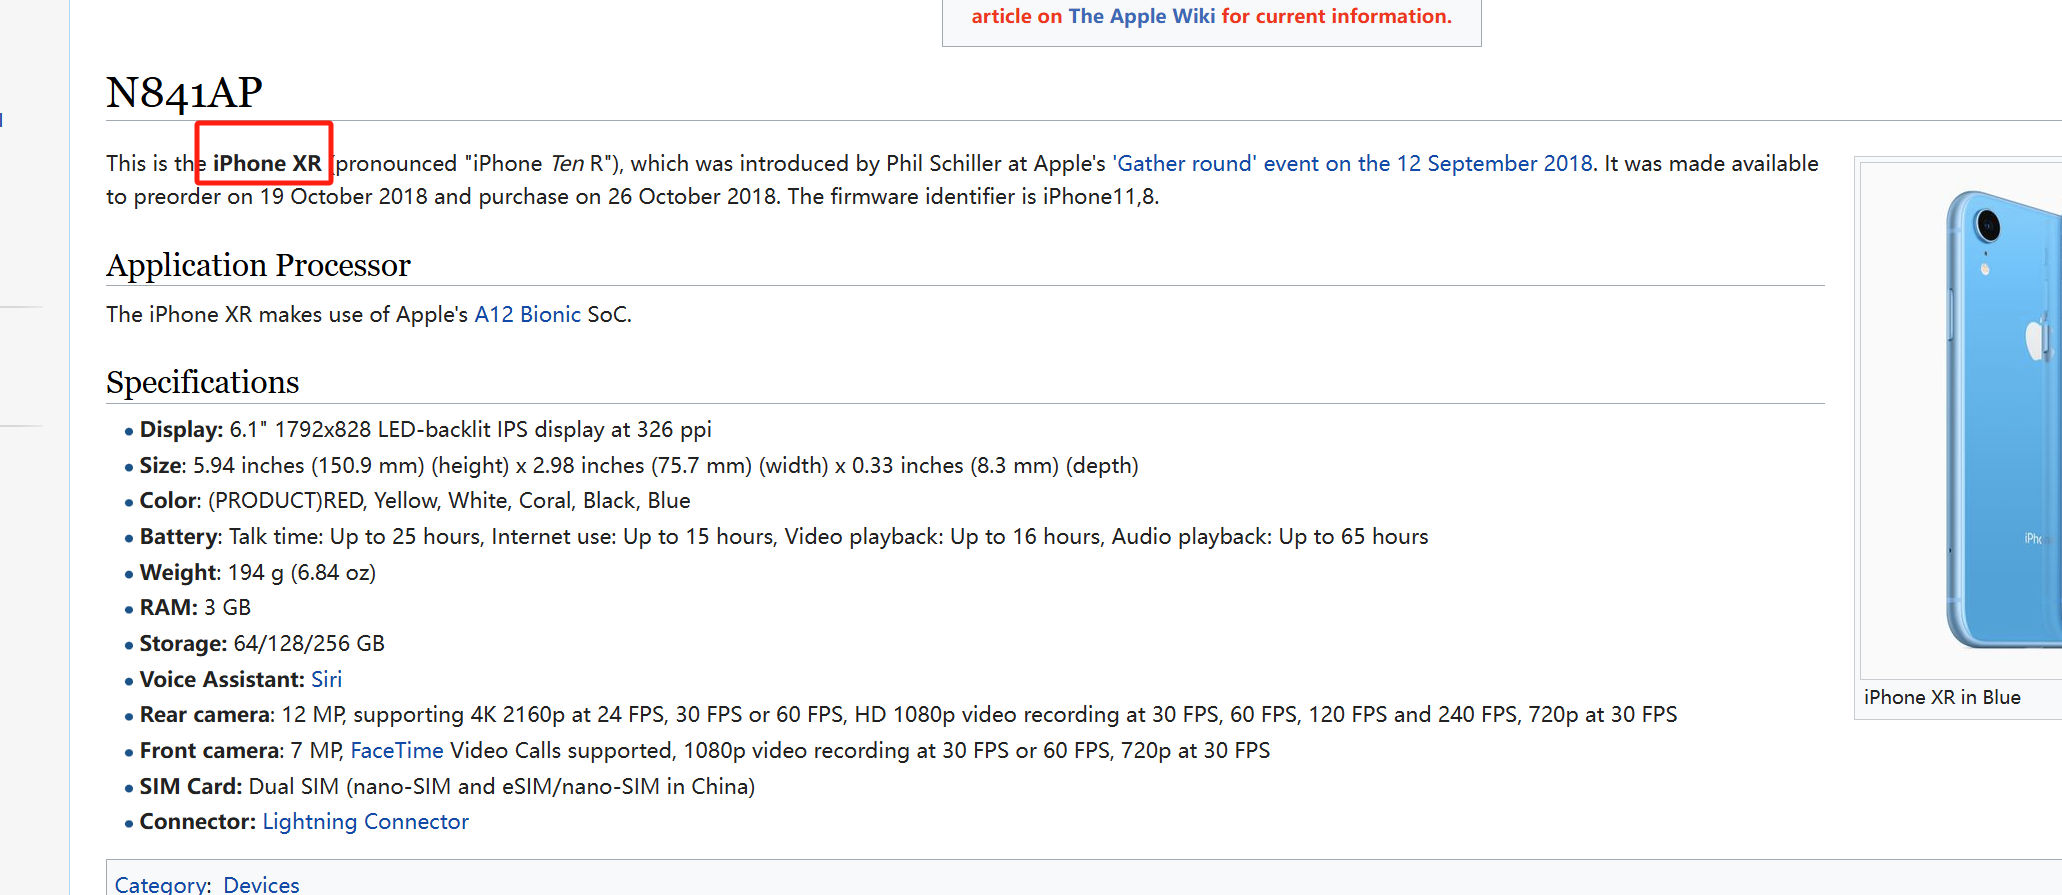 article on The Apple Wiki for current information.
N841AP
This is the iPhone XR (pronounced "iPhone Ten R"), which was introduced by Phil Schiller at Apple's 'Gather round' event on the 12 September 2018. It was made available
to preorder on 19 October 2018 and purchase on 26 October 2018. The firmware identifier is iPhone11,8.
Application Processor
The iPhone XR makes use of Apple's A12 Bionic SoC.
Specifications
Display: 6.1" 1792x828 LED-backlit IPS display at 326 ppi
Size: 5.94 inches (150.9 mm) (height) x 2.98 inches (75.7 mm) (width) x 0.33 inches (8.3 mm) (depth)
Color: (PRODUCT)RED, Yellow, White, Coral, Black, Blue
Battery: Talk time: Up to 25 hours, Internet use: Up to 15 hours, Video playback: Up to 16 hours, Audio playback: Up to 65 hours
Weight: 194 g (6.84 oz)
RAM: 3 GB
Storage: 64/128/256 GB
Voice Assistant: Siri
Rear camera: 12 MP, supporting 4K 2160p at 24 FPS, 30 FPS or 60 FPS, HD 1080p video recording at 30 FPS, 60 FPS, 120 FPS and 240 FPS, 720p at 30 FPS
Front camera: 7 MP, FaceTime Video Calls supported, 1080p video recording at 30 FPS or 60 FPS, 720p at 30 FPS
SIM Card: Dual SIM (nano-SIM and eSIM/nano-SIM in China)
Connector: Lightning Connector
Category: Devices
iPhone XR in Blue